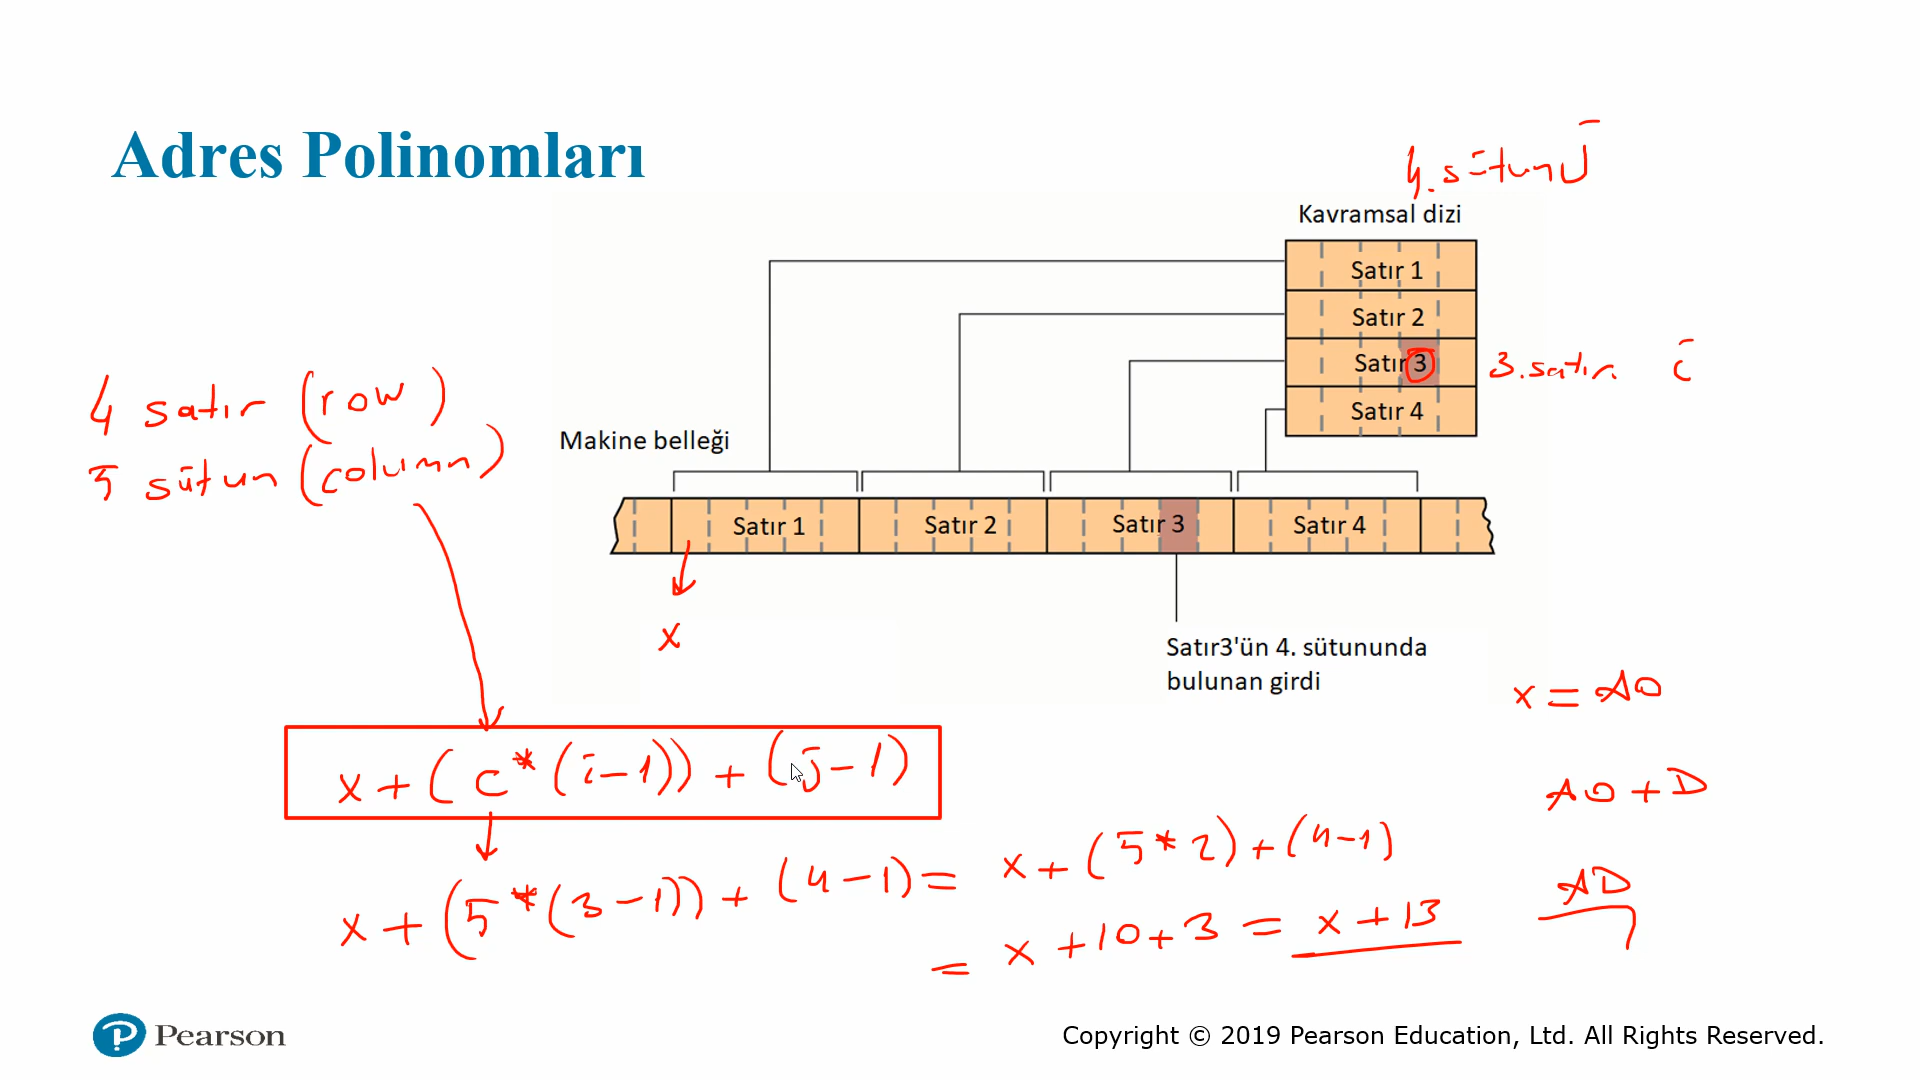 Adres Polinomları
4. sütun j
Kavramsal dizi
Satır 1
Satır 2
Satır 3
3. satır i
Satır 4
4 satır (row)
5 sütun (column)
Makine belleği
Satır 1 Satır 2 Satır 3 Satır 4
x
Satır3'ün 4. sütununda
bulunan girdi
x = A0
x + (c * (i-1)) + (j-1)
A0 + D
x + (5 * (3-1)) + (4-1) = x + (5 * 2) + (4-1)
AD
= x + 10 + 3 = x + 13
Pearson
Copyright © 2019 Pearson Education, Ltd. All Rights Reserved.